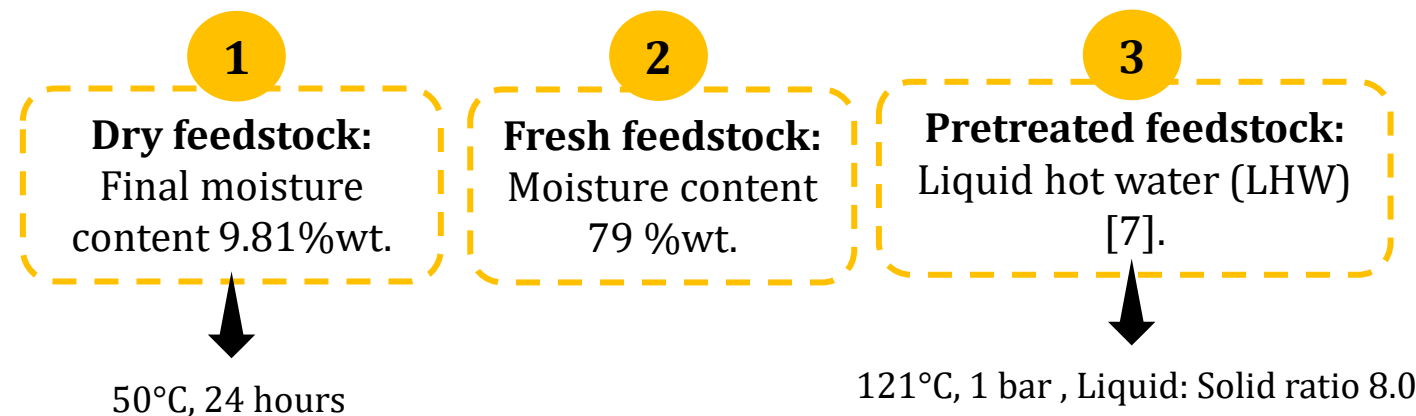 1
Dry feedstock:
Final moisture
content 9.81%wt.
50°C, 24 hours
2
Fresh feedstock:
Moisture content
79 %wt.
3
Pretreated feedstock:
Liquid hot water (LHW)
[7].
121°C, 1 bar , Liquid: Solid ratio 8.0